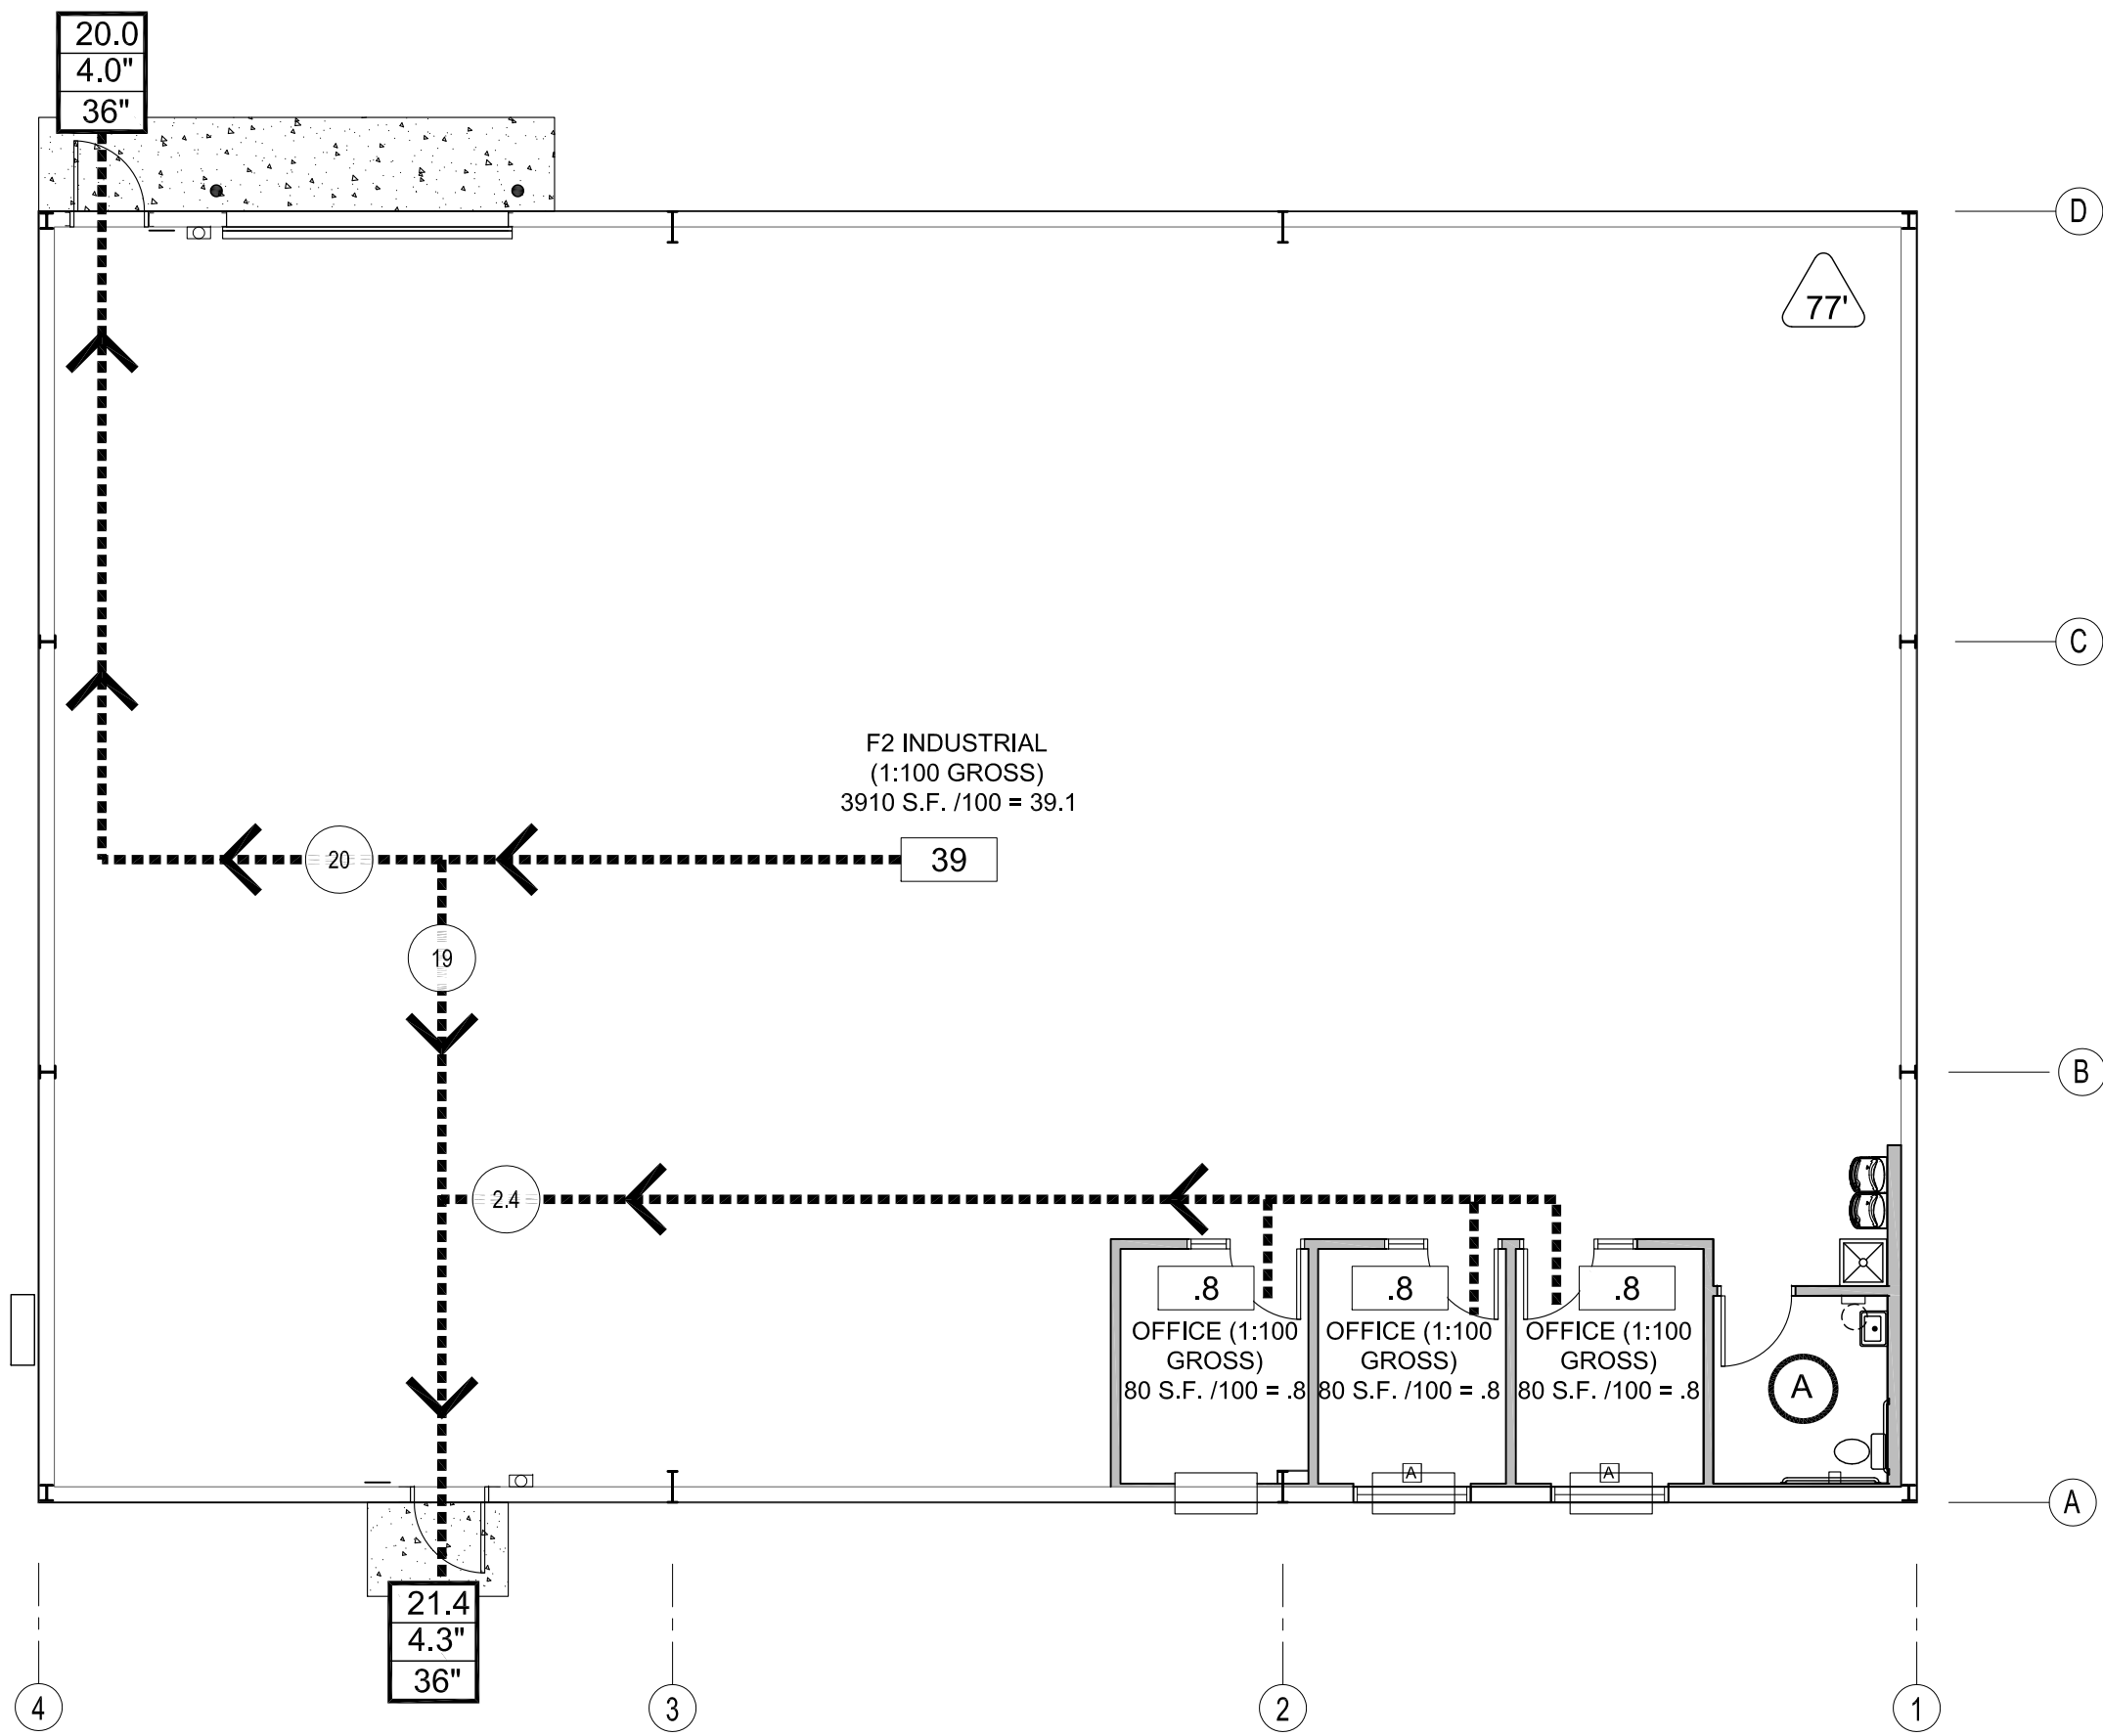 20.0
4.0"
36"
D
77'
C
F2 INDUSTRIAL
(1:100 GROSS)
3910 S.F. /100 = 39.1
39
20
19
B
2.4
.8
.8
.8
OFFICE (1:100
GROSS)
80 S.F. /100 = .8
OFFICE (1:100
GROSS)
80 S.F. /100 = .8
OFFICE (1:100
GROSS)
80 S.F. /100 = .8
A
A
A
A
21.4
4.3"
36"
4
3
2
1